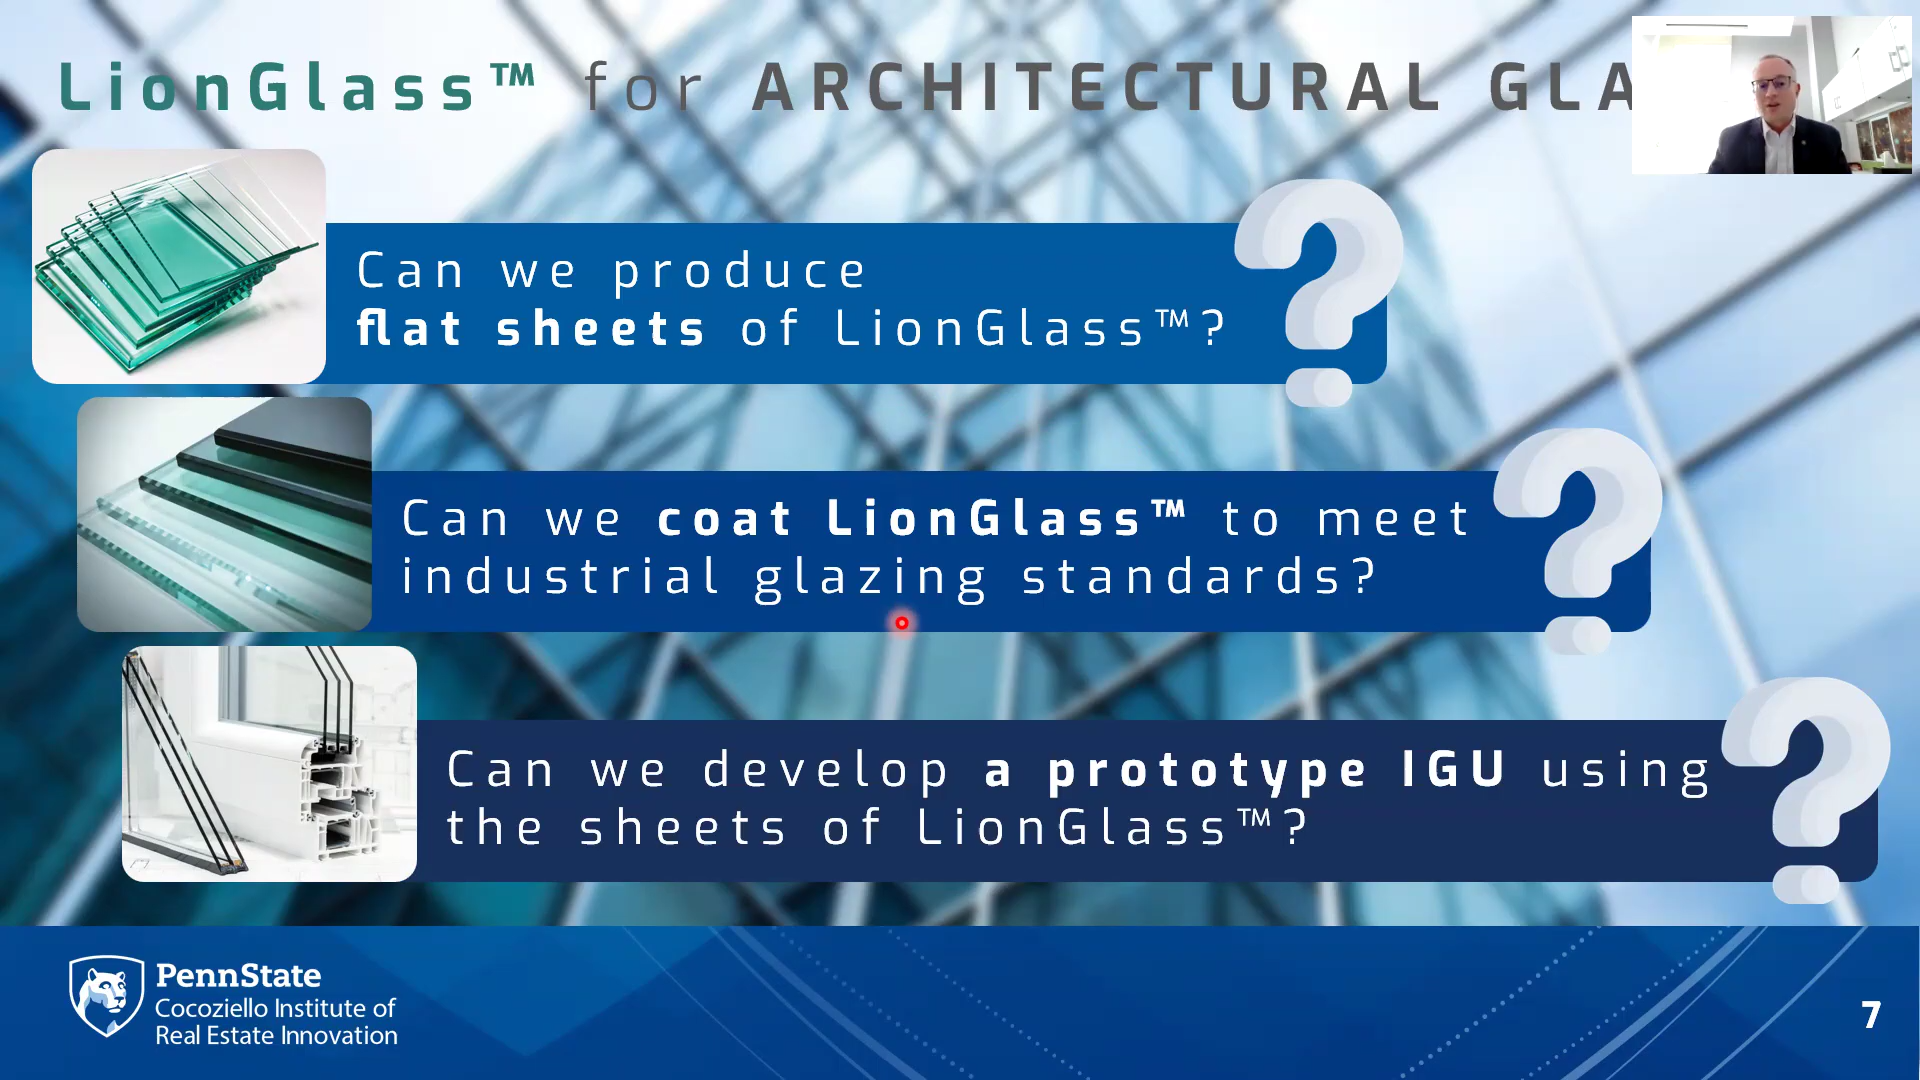 LionGlass™ for ARCHITECTURAL GLA
Can we produce
flat sheets of LionGlass™?
Can we coat LionGlass™ to meet
industrial glazing standards?
Can we develop a prototype IGU using
the sheets of LionGlass™?
PennState
Cocoziello Institute of
Real Estate Innovation
7